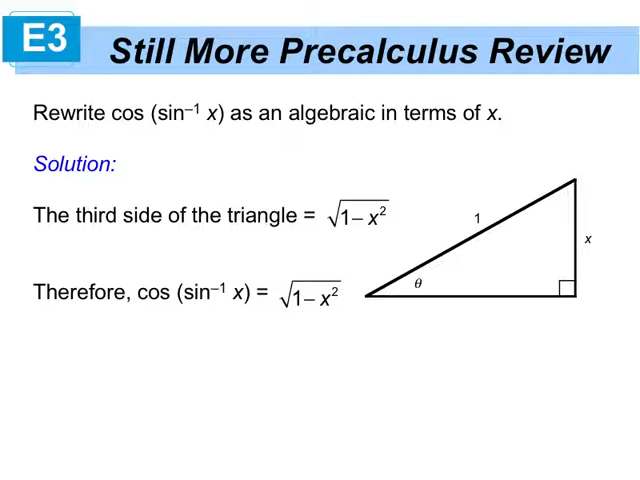 E3
Still More Precalculus Review
Rewrite cos (sin⁻¹ x) as an algebraic in terms of x.
Solution:
The third side of the triangle = √(1 – x²)
1
x
θ
Therefore, cos (sin⁻¹ x) = √(1 – x²)